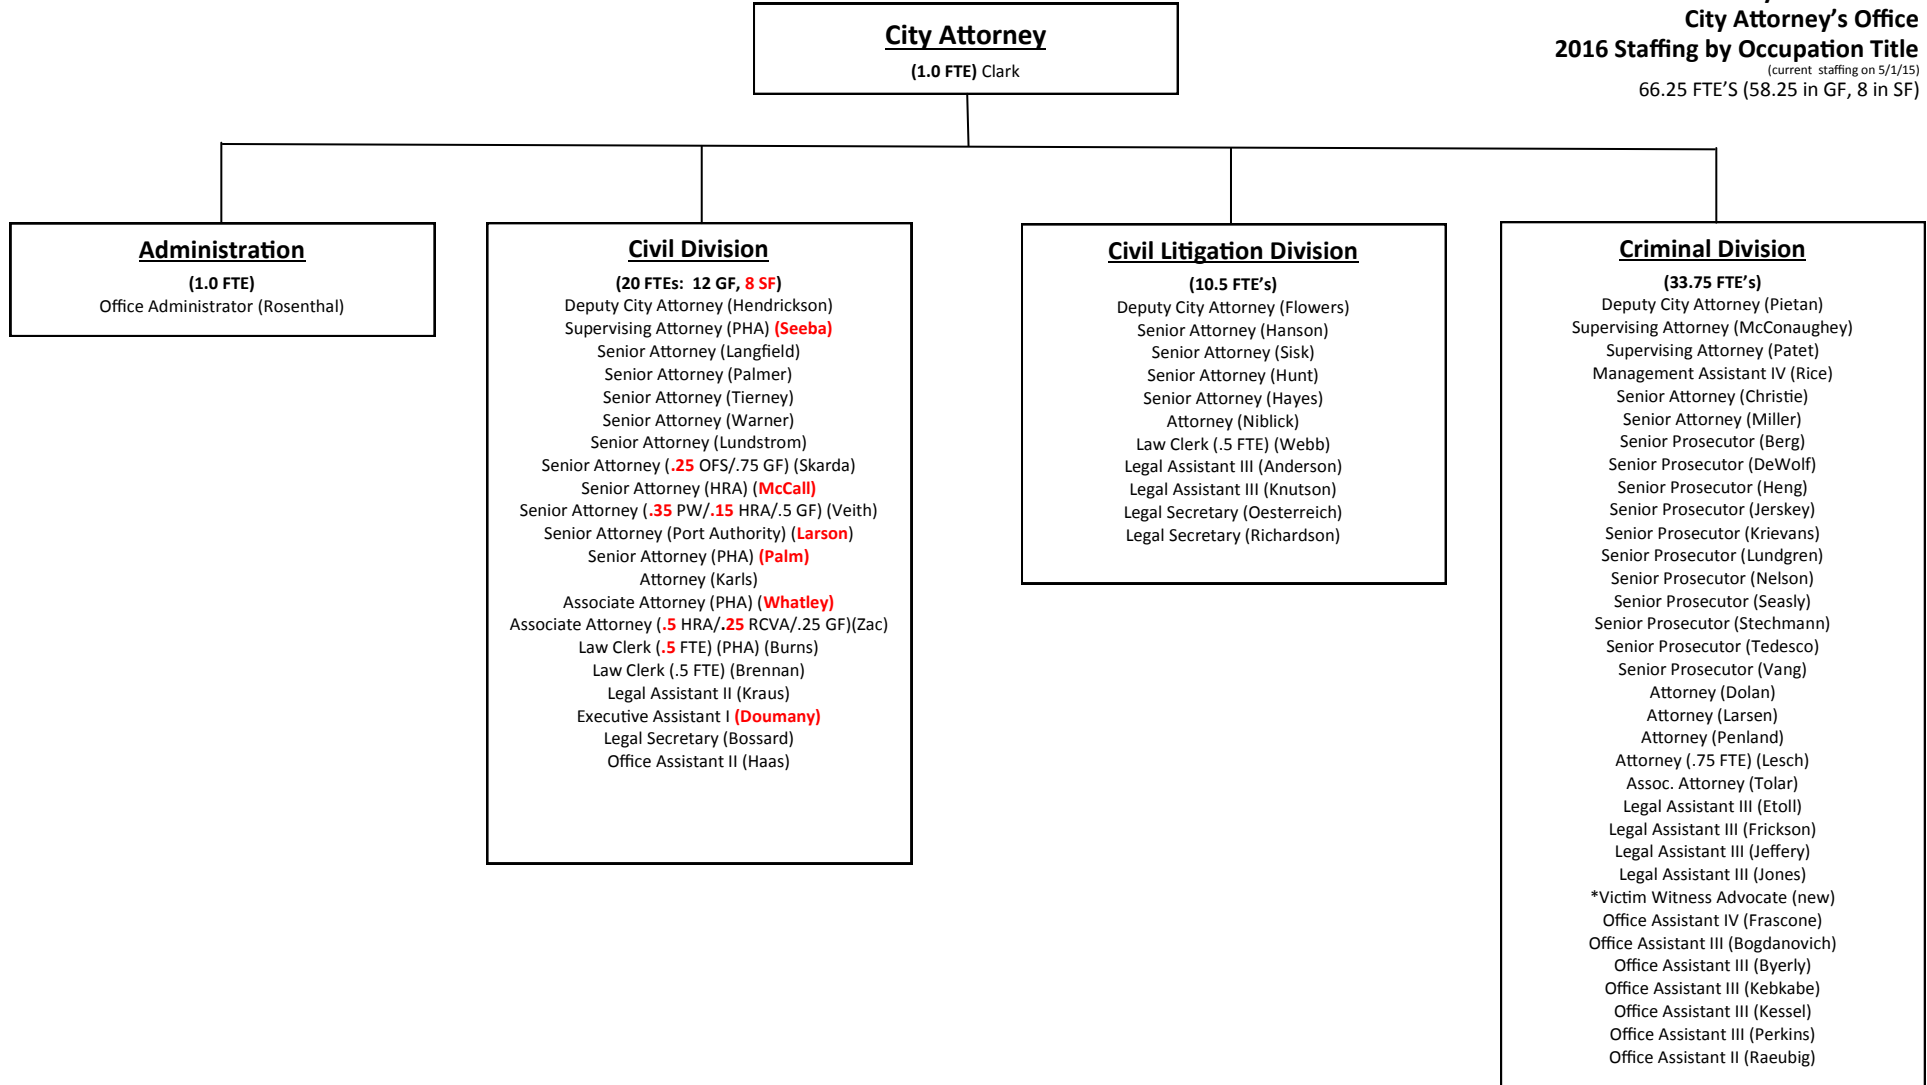 City Attorney's Office
2016 Staffing by Occupation Title
(current staffing on 5/1/15)
66.25 FTE'S (58.25 in GF, 8 in SF)
City Attorney
(1.0 FTE) Clark
Administration
(1.0 FTE)
Office Administrator (Rosenthal)
Civil Division
(20 FTEs: 12 GF, 8 SF)
Deputy City Attorney (Hendrickson)
Supervising Attorney (PHA) (Seeba)
Senior Attorney (Langfield)
Senior Attorney (Palmer)
Senior Attorney (Tierney)
Senior Attorney (Warner)
Senior Attorney (Lundstrom)
Senior Attorney (.25 OFS/.75 GF) (Skarda)
Senior Attorney (HRA) (McCall)
Senior Attorney (.35 PW/.15 HRA/.5 GF) (Veith)
Senior Attorney (Port Authority) (Larson)
Senior Attorney (PHA) (Palm)
Attorney (Karls)
Associate Attorney (PHA) (Whatley)
Associate Attorney (.5 HRA/.25 RCVA/.25 GF)(Zac)
Law Clerk (.5 FTE) (PHA) (Burns)
Law Clerk (.5 FTE) (Brennan)
Legal Assistant II (Kraus)
Executive Assistant I (Doumany)
Legal Secretary (Bossard)
Office Assistant II (Haas)
Civil Litigation Division
(10.5 FTE's)
Deputy City Attorney (Flowers)
Senior Attorney (Hanson)
Senior Attorney (Sisk)
Senior Attorney (Hunt)
Senior Attorney (Hayes)
Attorney (Niblick)
Law Clerk (.5 FTE) (Webb)
Legal Assistant III (Anderson)
Legal Assistant III (Knutson)
Legal Secretary (Oesterreich)
Legal Secretary (Richardson)
Criminal Division
(33.75 FTE's)
Deputy City Attorney (Pietan)
Supervising Attorney (McConaughey)
Supervising Attorney (Patet)
Management Assistant IV (Rice)
Senior Attorney (Christie)
Senior Attorney (Miller)
Senior Prosecutor (Berg)
Senior Prosecutor (DeWolf)
Senior Prosecutor (Heng)
Senior Prosecutor (Jerskey)
Senior Prosecutor (Krievans)
Senior Prosecutor (Lundgren)
Senior Prosecutor (Nelson)
Senior Prosecutor (Seasly)
Senior Prosecutor (Stechmann)
Senior Prosecutor (Tedesco)
Senior Prosecutor (Vang)
Attorney (Dolan)
Attorney (Larsen)
Attorney (Penland)
Attorney (.75 FTE) (Lesch)
Assoc. Attorney (Tolar)
Legal Assistant III (Etoll)
Legal Assistant III (Frickson)
Legal Assistant III (Jeffery)
Legal Assistant III (Jones)
*Victim Witness Advocate (new)
Office Assistant IV (Frascone)
Office Assistant III (Bogdanovich)
Office Assistant III (Byerly)
Office Assistant III (Kebkabe)
Office Assistant III (Kessel)
Office Assistant III (Perkins)
Office Assistant II (Raeubig)